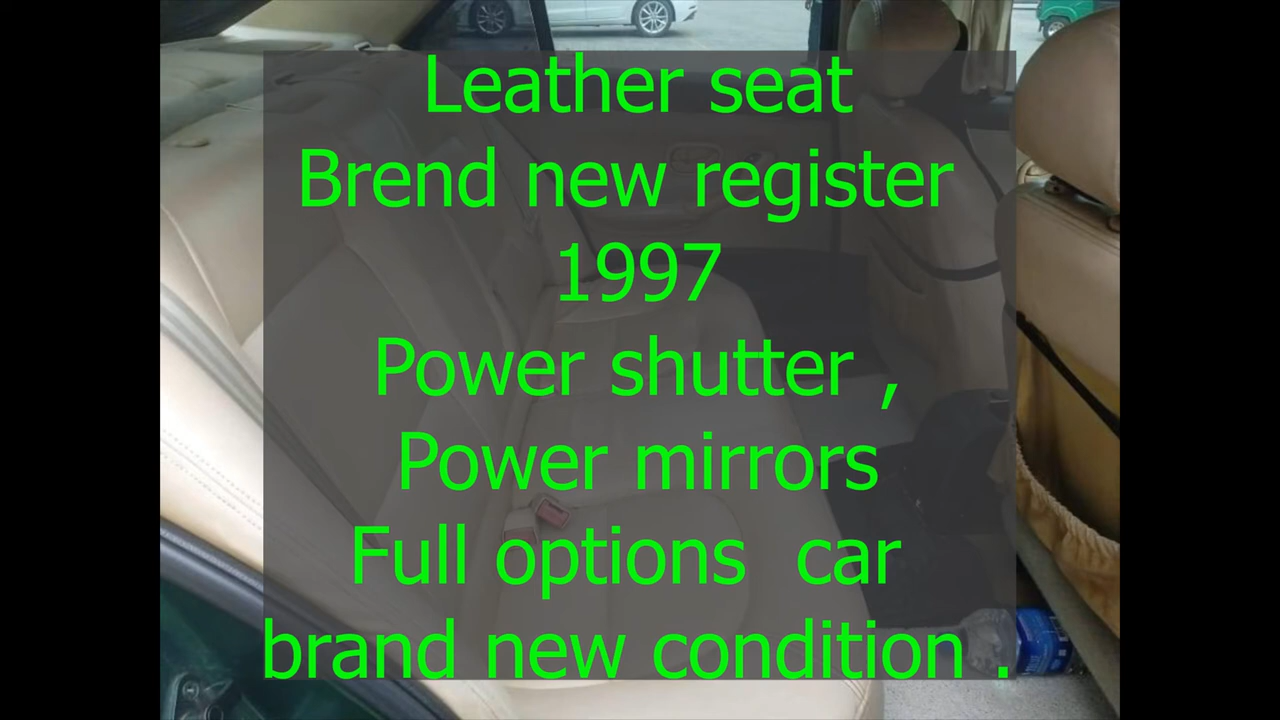 Leather seat
Brend new register
1997
Power shutter ,
Power mirrors
Full options  car
brand new condition .